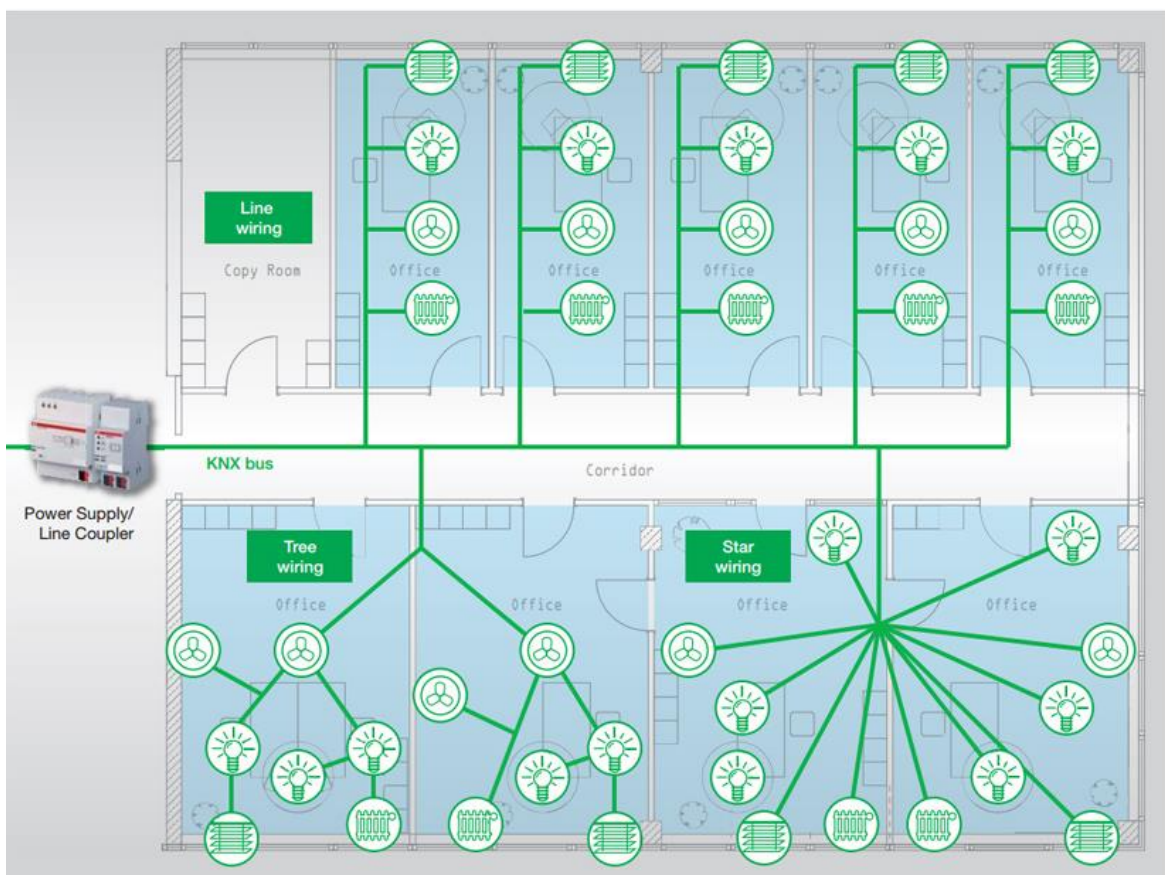 Line
wiring
Copy Room
Office
Office
Office
Office
Office
KNX bus
Corridor
Power Supply/
Line Coupler
Tree
wiring
Star
wiring
Office
Office
Office
Office